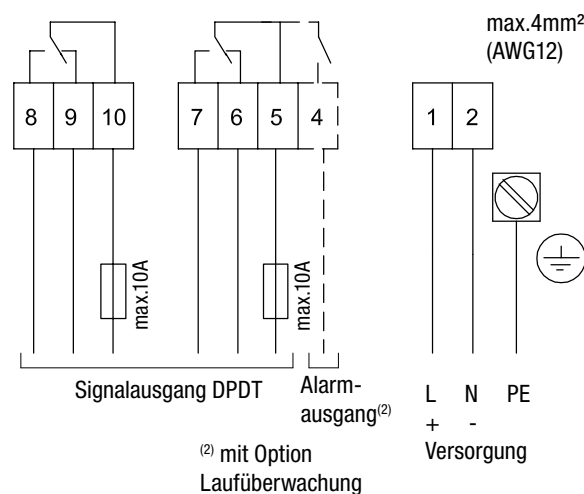 max.4mm²
(AWG12)
8 9 10 7 6 5 4 1 2
max.10A
max.10A
Signalausgang DPDT
Alarm-
ausgang(2)
L N PE
+ -
Versorgung
(2) mit Option
Laufüberwachung